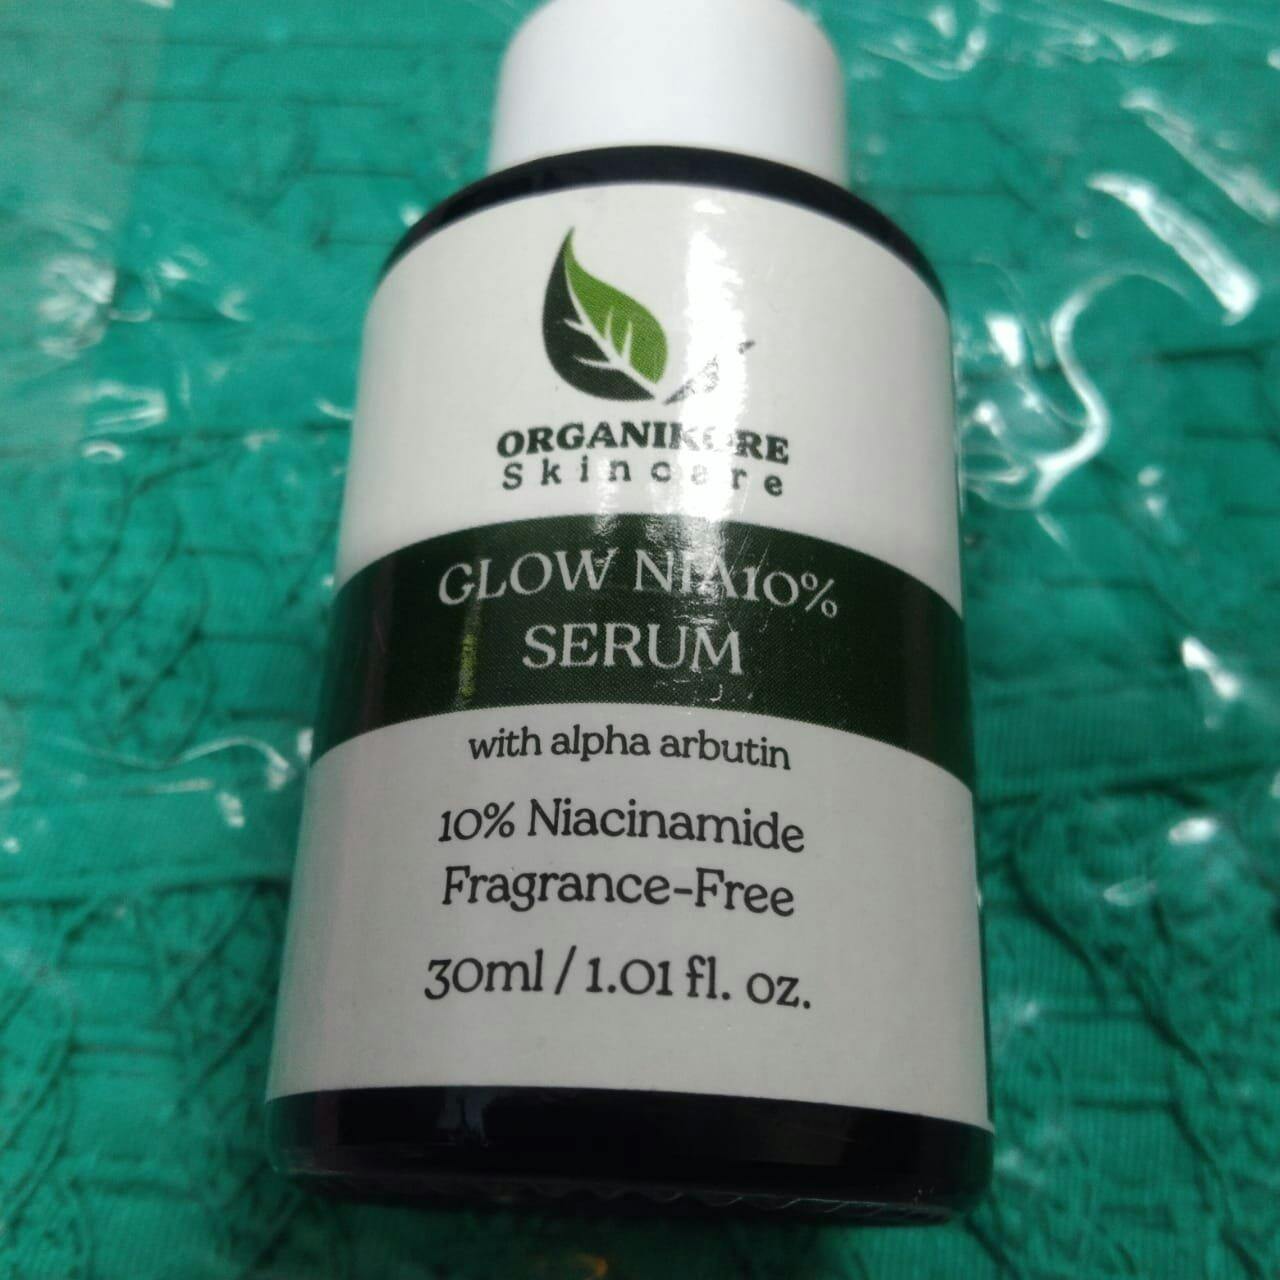 ORGANIKORE
Skincare
GLOW NIA10%
SERUM
with alpha arbutin
10% Niacinamide
Fragrance-Free
30ml / 1.01 fl. oz.